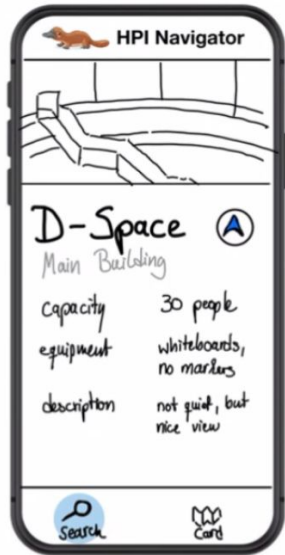 HPI Navigator
D-Space
Main Building
capacity 30 people
equipment whiteboards,
no markers
description not quiet, but
nice view
Search Card